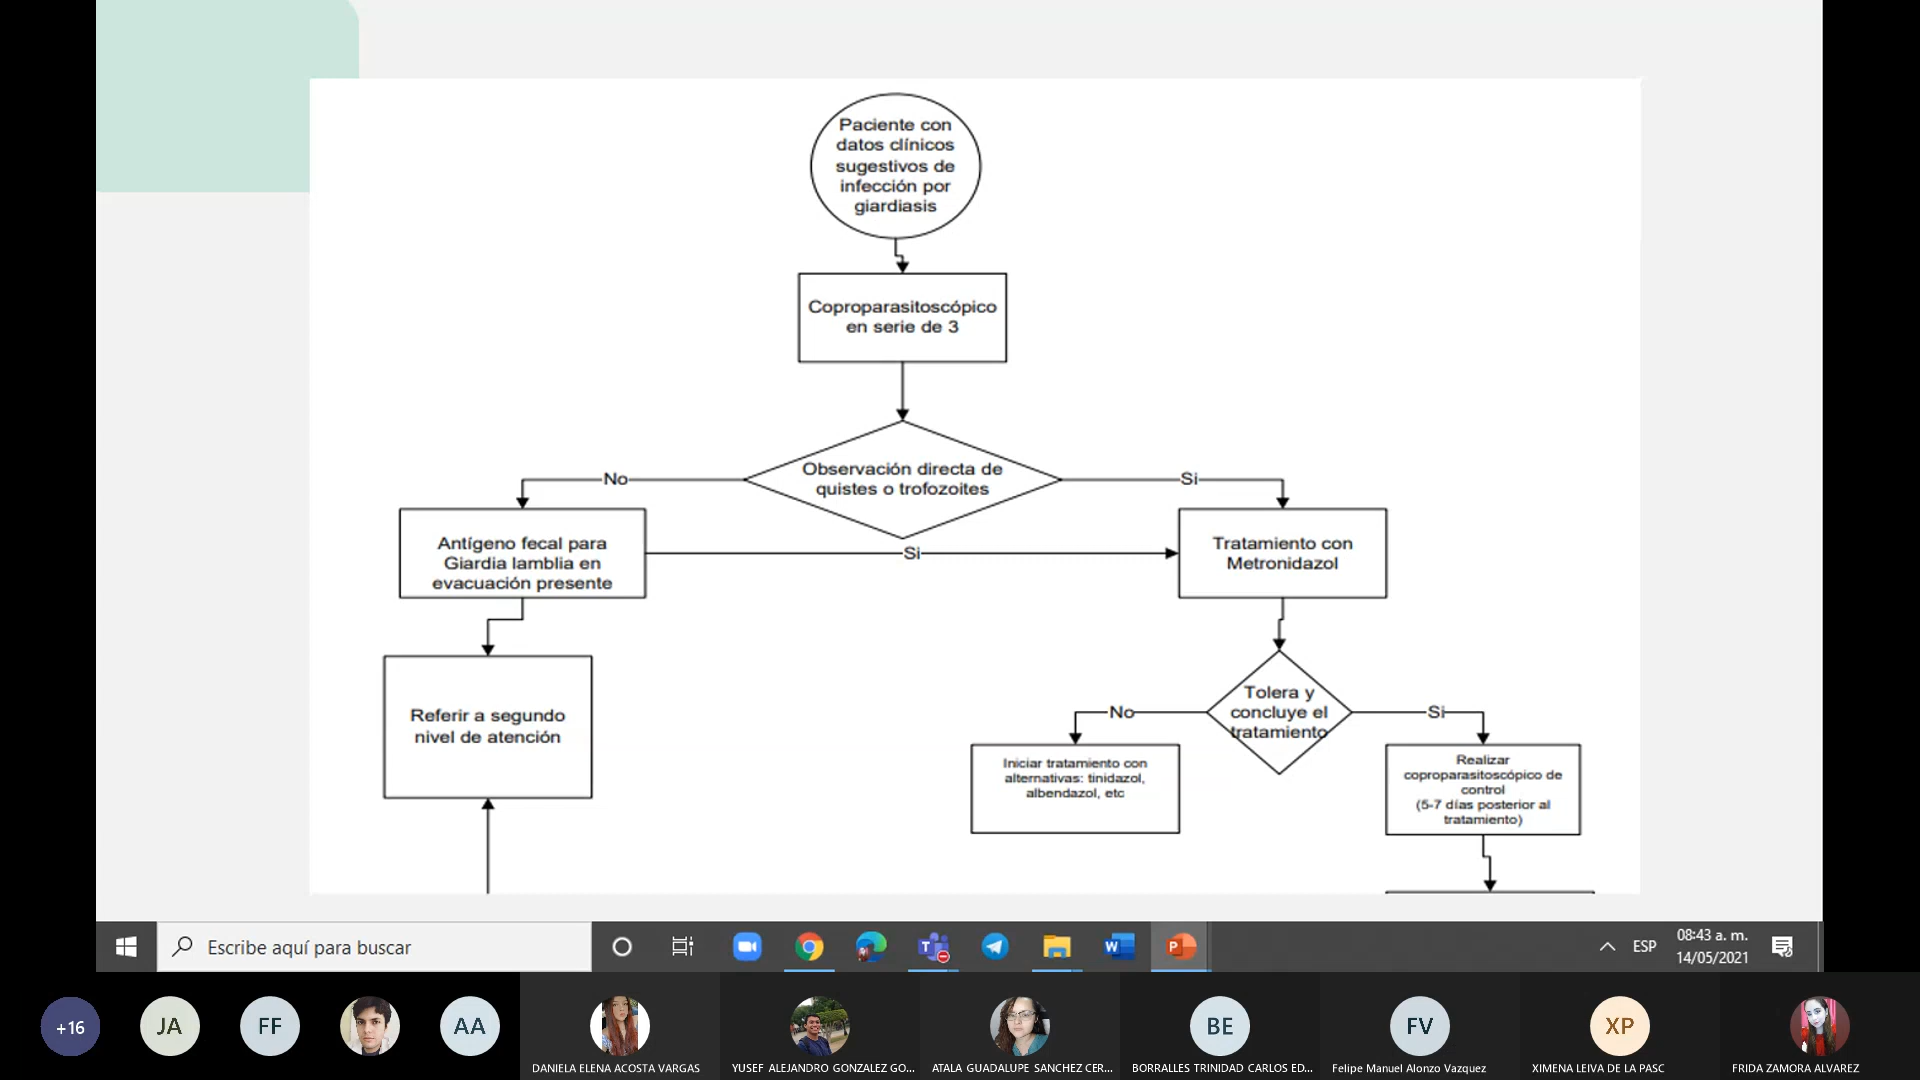 Paciente con
datos clínicos
sugestivos de
infección por
giardiasis
Coproparasitoscópico
en serie de 3
Observación directa de
quistes o trofozoites
No
Si
Antígeno fecal para
Giardia lamblia en
evacuación presente
Si
Tratamiento con
Metronidazol
Referir a segundo
nivel de atención
Tolera y
concluye el
tratamiento
No
Si
Iniciar tratamiento con
alternativas: tinidazol,
albendazol, etc
Realizar
coproparasitoscópico de
control
(5-7 días posterior al
tratamiento)
Escribe aquí para buscar
ESP
08:43 a. m.
14/05/2021
+16
JA
FF
AA
BE
FV
XP
DANIELA ELENA ACOSTA VARGAS
YUSEF ALEJANDRO GONZALEZ GO...
ATALA GUADALUPE SANCHEZ CER...
BORRALLES TRINIDAD CARLOS ED...
Felipe Manuel Alonzo Vazquez
XIMENA LEIVA DE LA PASC
FRIDA ZAMORA ALVAREZ